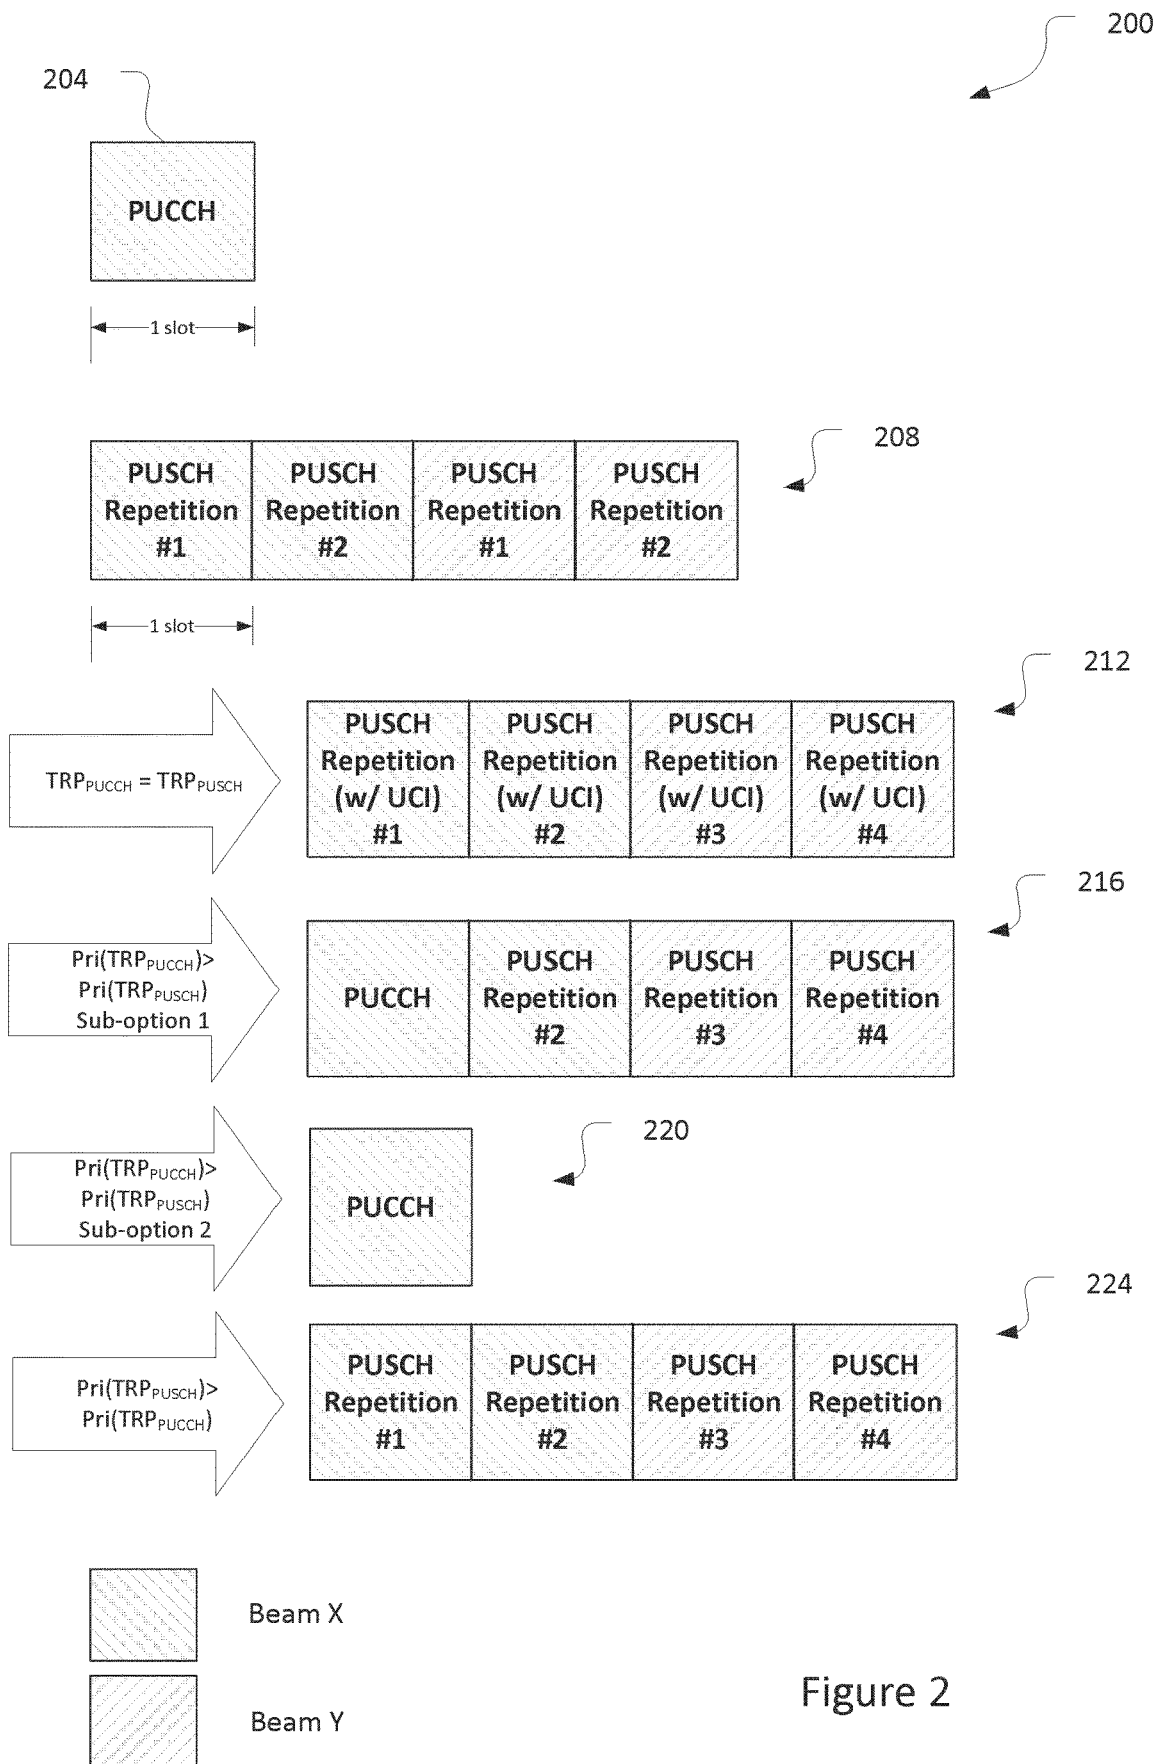 200
204
PUCCH
1 slot
208
PUSCH Repetition #1
PUSCH Repetition #2
PUSCH Repetition #1
PUSCH Repetition #2
1 slot
212
TRPPUCCH = TRPPUSCH
PUSCH Repetition (w/ UCI) #1
PUSCH Repetition (w/ UCI) #2
PUSCH Repetition (w/ UCI) #3
PUSCH Repetition (w/ UCI) #4
216
Pri(TRPPUCCH)>
Pri(TRPPUSCH)
Sub-option 1
PUCCH
PUSCH Repetition #2
PUSCH Repetition #3
PUSCH Repetition #4
220
Pri(TRPPUCCH)>
Pri(TRPPUSCH)
Sub-option 2
PUCCH
224
Pri(TRPPUSCH)>
Pri(TRPPUCCH)
PUSCH Repetition #1
PUSCH Repetition #2
PUSCH Repetition #3
PUSCH Repetition #4
Beam X
Beam Y
Figure 2